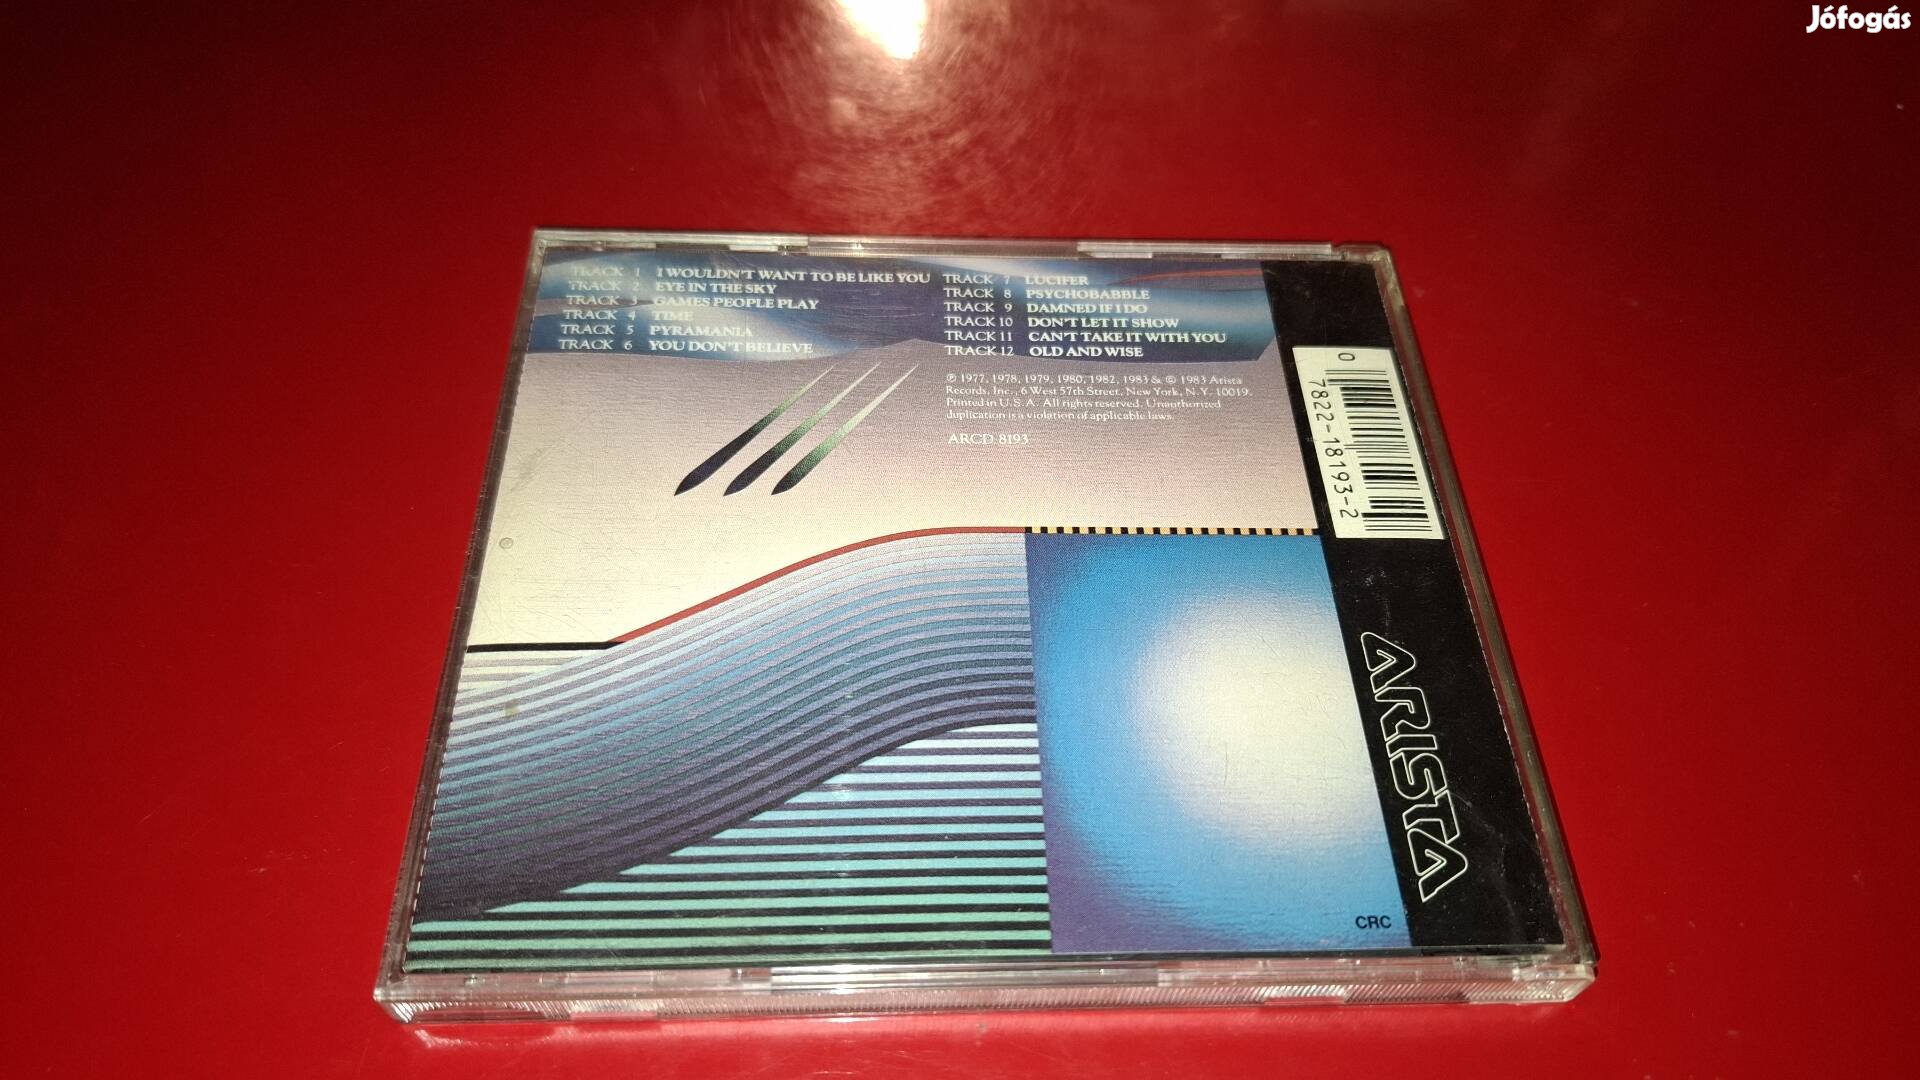 Jófogás
TRACK 1 I WOULDN'T WANT TO BE LIKE YOU
TRACK 2 EYE IN THE SKY
TRACK 3 GAMES PEOPLE PLAY
TRACK 4 TIME
TRACK 5 PYRAMANIA
TRACK 6 YOU DON'T BELIEVE
TRACK 7 LUCIFER
TRACK 8 PSYCHOBABBLE
TRACK 9 DAMNED IF I DO
TRACK 10 DON'T LET IT SHOW
TRACK 11 CAN'T TAKE IT WITH YOU
TRACK 12 OLD AND WISE
℗ 1977, 1978, 1979, 1980, 1982, 1983 & © 1983 Arista
Records, Inc., 6 West 57th Street, New York, N.Y. 10019.
Printed in U.S.A. All rights reserved. Unauthorized
duplication is a violation of applicable laws.
ARCD 8193
0 7822-18193-2
ARISTA
CRC